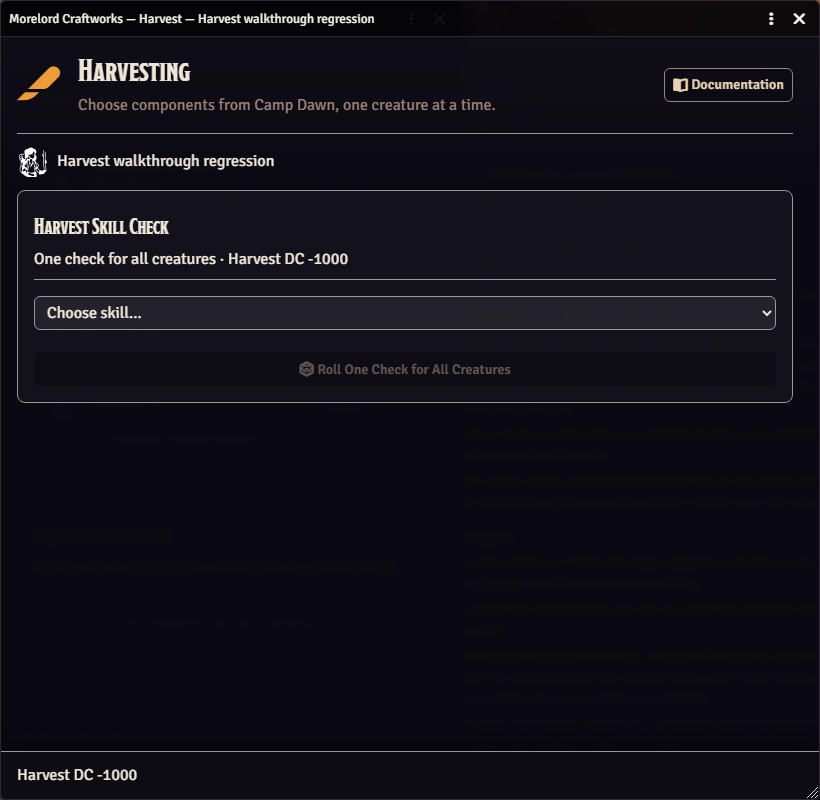 Morelord Craftworks — Harvest — Harvest walkthrough regression
Harvesting
Documentation
Choose components from Camp Dawn, one creature at a time.
Harvest walkthrough regression
Harvest Skill Check
One check for all creatures · Harvest DC -1000
Choose skill...
Roll One Check for All Creatures
Harvest DC -1000